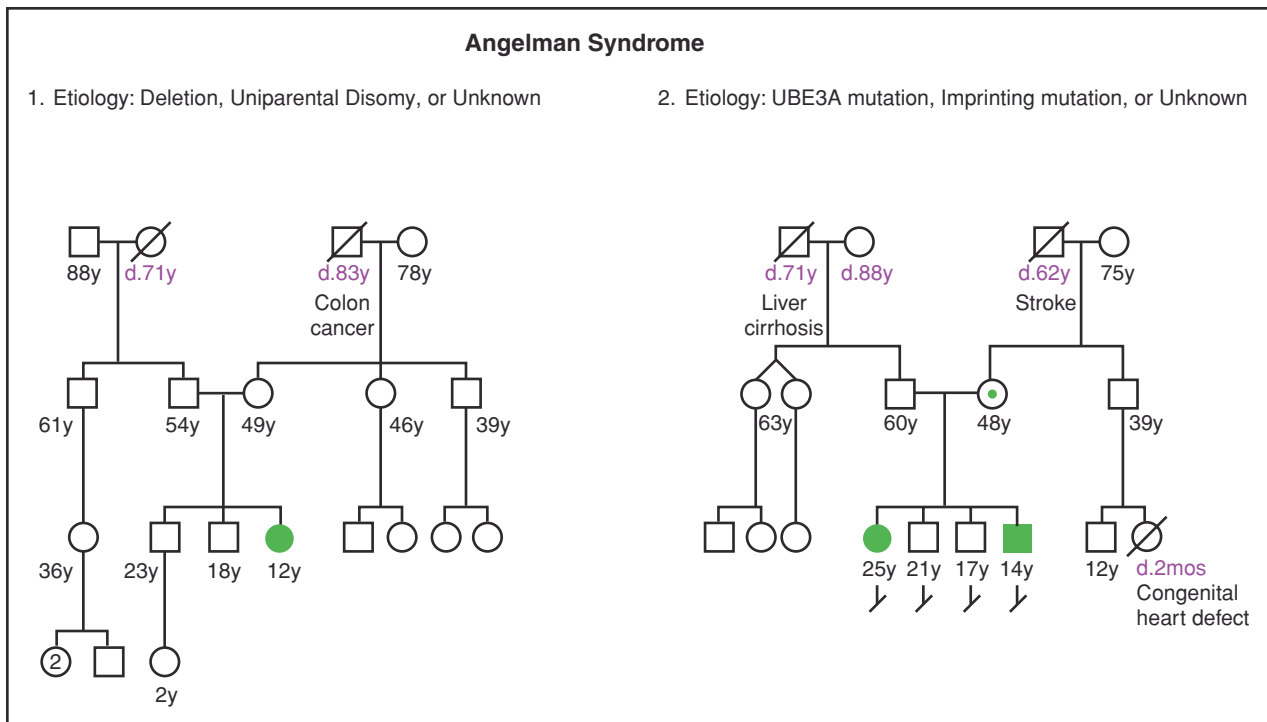 Angelman Syndrome
1. Etiology: Deletion, Uniparental Disomy, or Unknown
2. Etiology: UBE3A mutation, Imprinting mutation, or Unknown
88y
d.71y
d.83y
78y
Colon
cancer
61y
54y
49y
46y
39y
36y
23y
18y
12y
2
2y
d.71y
d.88y
d.62y
75y
Liver
cirrhosis
Stroke
63y
60y
48y
39y
25y
21y
17y
14y
12y
d.2mos
Congenital
heart defect